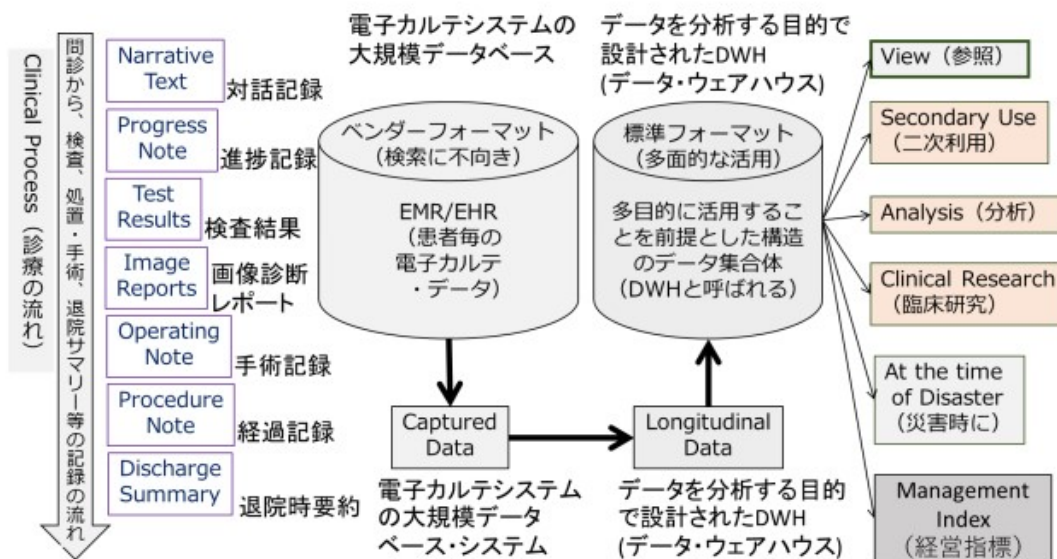 Clinical Process（診療の流れ）
問診から、検査、処置・手術、退院サマリー等の記録の流れ
Narrative
Text
対話記録
Progress
Note
進捗記録
Test
Results
検査結果
Image
Reports
画像診断
レポート
Operating
Note
手術記録
Procedure
Note
経過記録
Discharge
Summary
退院時要約
電子カルテシステムの
大規模データベース
ベンダーフォーマット
（検索に不向き）
EMR/EHR
（患者毎の
電子カルテ
・データ）
Captured
Data
電子カルテシステム
の大規模データ
ベース・システム
データを分析する目的で
設計されたDWH
(データ・ウェアハウス)
標準フォーマット
（多面的な活用）
多目的に活用するこ
とを前提とした構造
のデータ集合体
（DWHと呼ばれる）
Longitudinal
Data
データを分析する目的
で設計されたDWH
(データ・ウェアハウス)
View（参照）
Secondary Use
（二次利用）
Analysis（分析）
Clinical Research
（臨床研究）
At the time
of Disaster
（災害時に）
Management
Index
（経営指標）